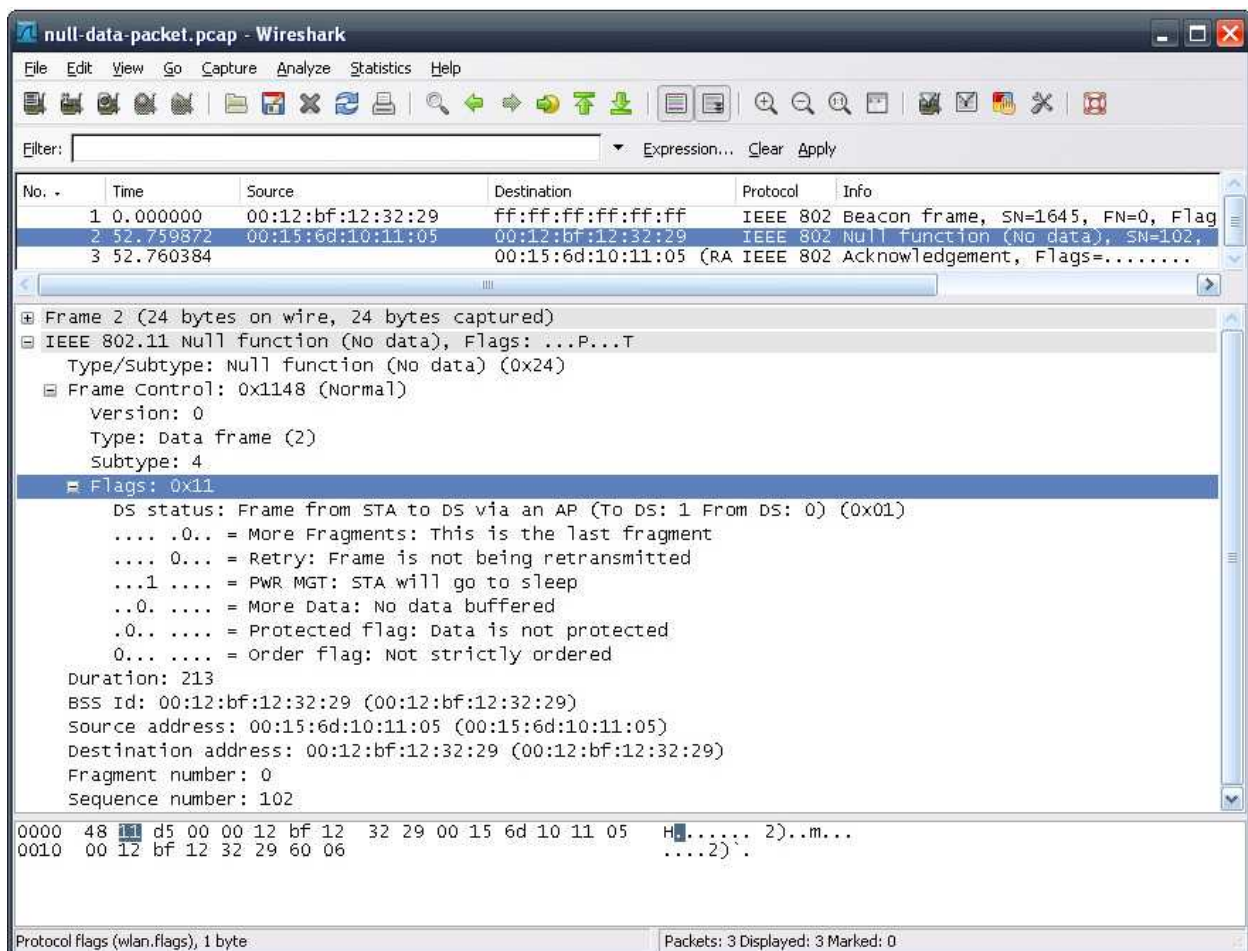 null-data-packet.pcap - Wireshark
File Edit View Go Capture Analyze Statistics Help
Filter: Expression... Clear Apply
No. - Time Source Destination Protocol Info
1 0.000000 00:12:bf:12:32:29 ff:ff:ff:ff:ff:ff IEEE 802 Beacon frame, SN=1645, FN=0, Flag
2 52.759872 00:15:6d:10:11:05 00:12:bf:12:32:29 IEEE 802 Null function (No data), SN=102,
3 52.760384 00:15:6d:10:11:05 (RA IEEE 802 Acknowledgement, Flags=........
Frame 2 (24 bytes on wire, 24 bytes captured)
IEEE 802.11 Null function (No data), Flags: ...P...T
Type/Subtype: Null function (No data) (0x24)
Frame Control: 0x1148 (Normal)
Version: 0
Type: Data frame (2)
Subtype: 4
Flags: 0x11
DS status: Frame from STA to DS via an AP (To DS: 1 From DS: 0) (0x01)
.... .0.. = More Fragments: This is the last fragment
.... 0... = Retry: Frame is not being retransmitted
...1 .... = PWR MGT: STA will go to sleep
..0. .... = More Data: No data buffered
.0.. .... = Protected flag: Data is not protected
0... .... = Order flag: Not strictly ordered
Duration: 213
BSS Id: 00:12:bf:12:32:29 (00:12:bf:12:32:29)
Source address: 00:15:6d:10:11:05 (00:15:6d:10:11:05)
Destination address: 00:12:bf:12:32:29 (00:12:bf:12:32:29)
Fragment number: 0
Sequence number: 102
0000 48 11 d5 00 00 12 bf 12 32 29 00 15 6d 10 11 05 H....... 2)..m...
0010 00 12 bf 12 32 29 60 06 ....2)`.
Protocol flags (wlan.flags), 1 byte Packets: 3 Displayed: 3 Marked: 0